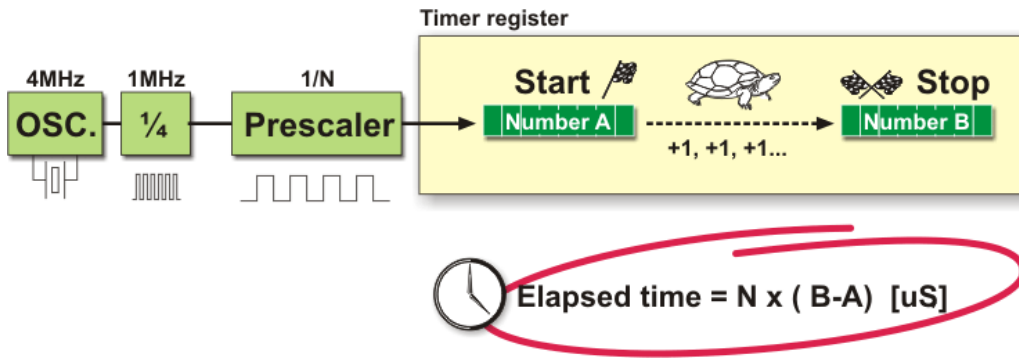 Timer register
4MHz
1MHz
1/N
OSC.
¼
Prescaler
Start
Stop
Number A
Number B
+1, +1, +1...
Elapsed time = N x ( B-A) [uS]